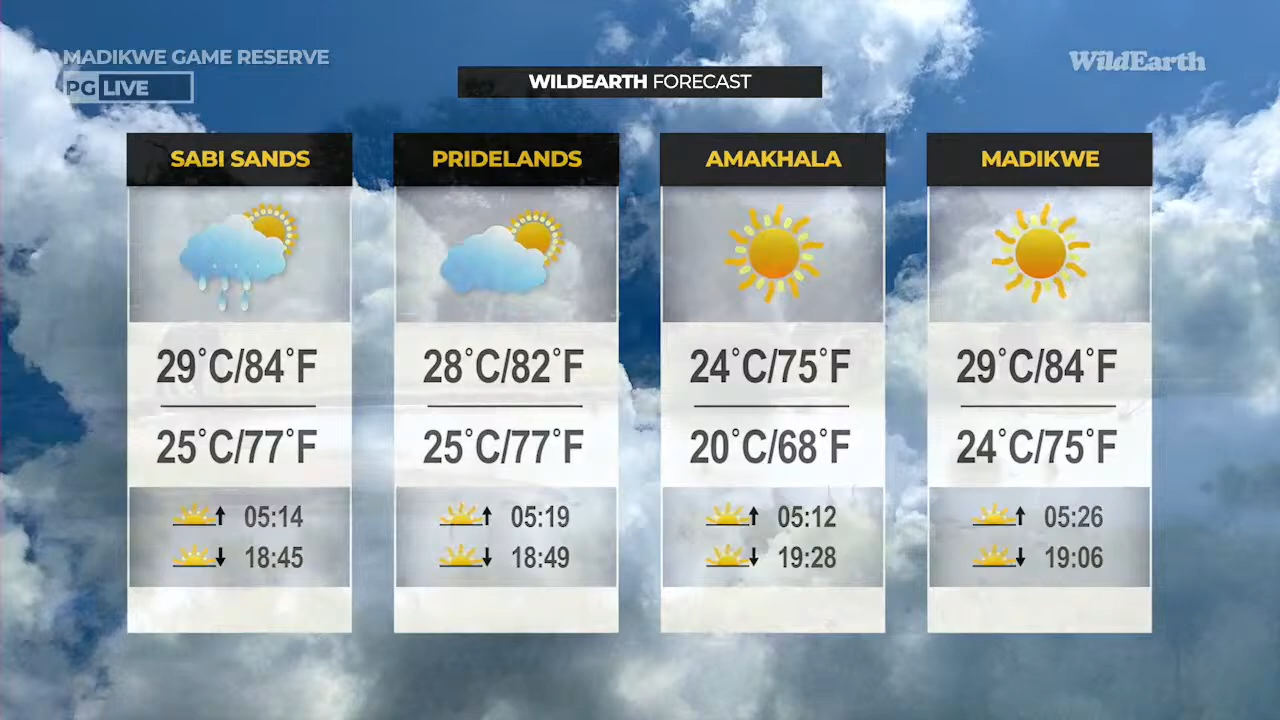 MADIKWE GAME RESERVE
PG LIVE
WILDEARTH FORECAST
WildEarth
SABI SANDS
29°C/84°F
25°C/77°F
05:14
18:45
PRIDELANDS
28°C/82°F
25°C/77°F
05:19
18:49
AMAKHALA
24°C/75°F
20°C/68°F
05:12
19:28
MADIKWE
29°C/84°F
24°C/75°F
05:26
19:06